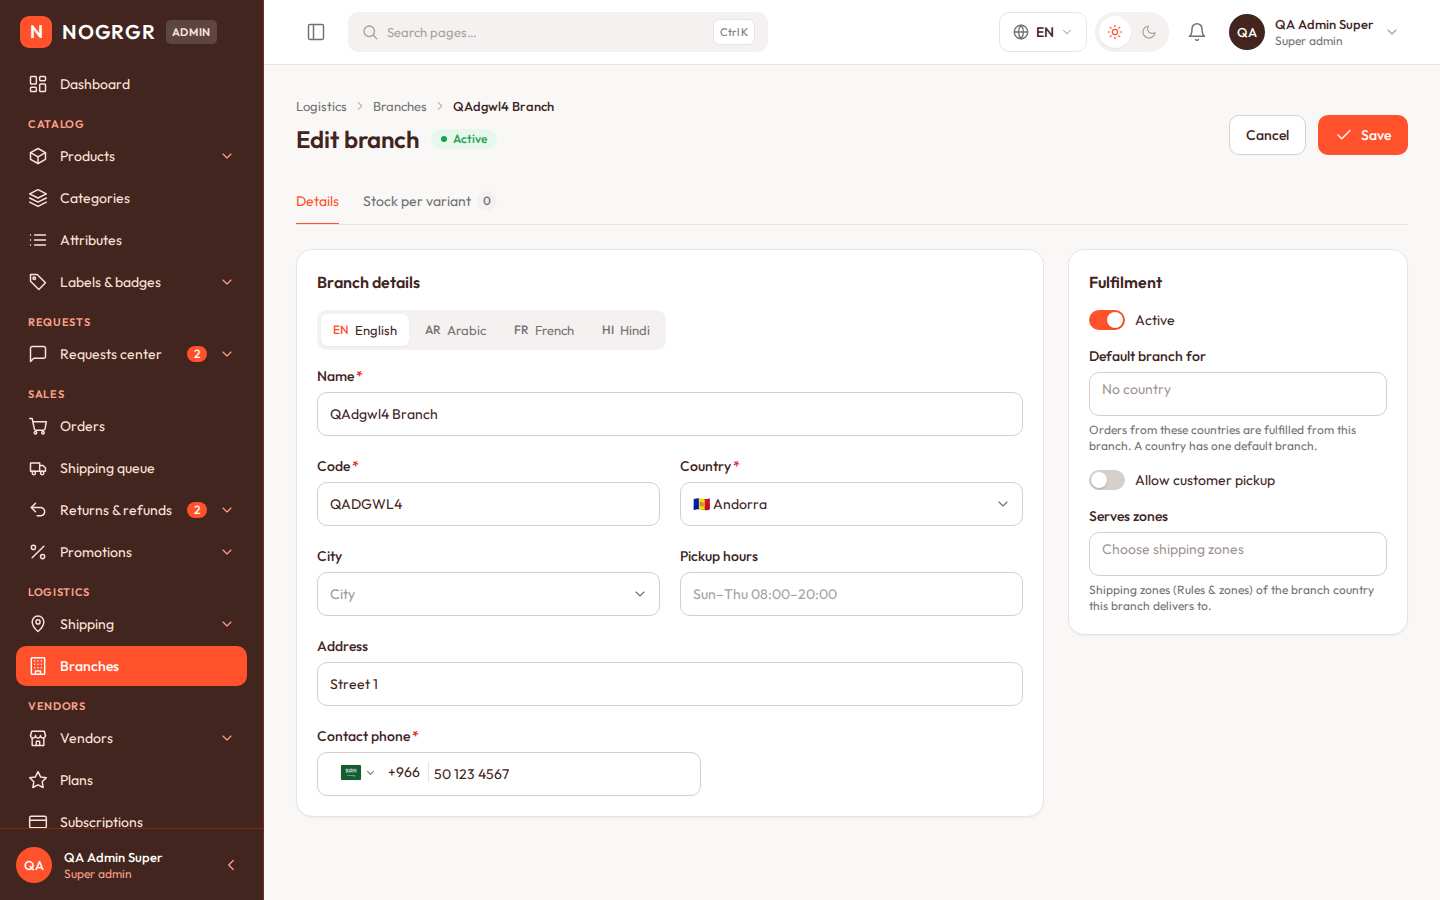 N NOGRGR ADMIN
Search pages...
Ctrl K
EN
QA
QA Admin Super
Super admin
Dashboard
CATALOG
Products
Categories
Attributes
Labels & badges
REQUESTS
Requests center 2
SALES
Orders
Shipping queue
Returns & refunds 2
Promotions
LOGISTICS
Shipping
Branches
VENDORS
Vendors
Plans
Subscriptions
QA
QA Admin Super
Super admin
Logistics > Branches > QAdgwl4 Branch
Edit branch
Active
Cancel
Save
Details
Stock per variant 0
Branch details
EN English
AR Arabic
FR French
HI Hindi
Name*
QAdgwl4 Branch
Code*
Country*
QADGWL4
Andorra
City
Pickup hours
City
Sun–Thu 08:00–20:00
Address
Street 1
Contact phone*
+966
50 123 4567
Fulfilment
Active
Default branch for
No country
Orders from these countries are fulfilled from this
branch. A country has one default branch.
Allow customer pickup
Serves zones
Choose shipping zones
Shipping zones (Rules & zones) of the branch country
this branch delivers to.